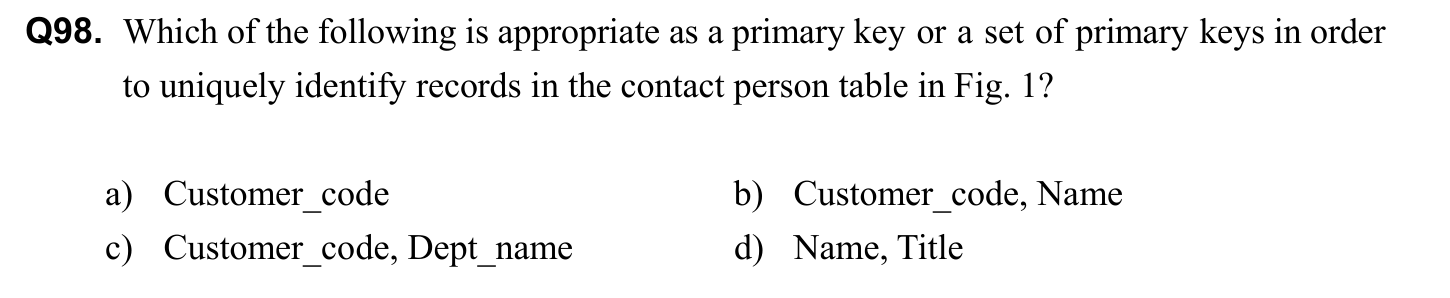 Q98. Which of the following is appropriate as a primary key or a set of primary keys in order
to uniquely identify records in the contact person table in Fig. 1?
a) Customer_code b) Customer_code, Name
c) Customer_code, Dept_name d) Name, Title